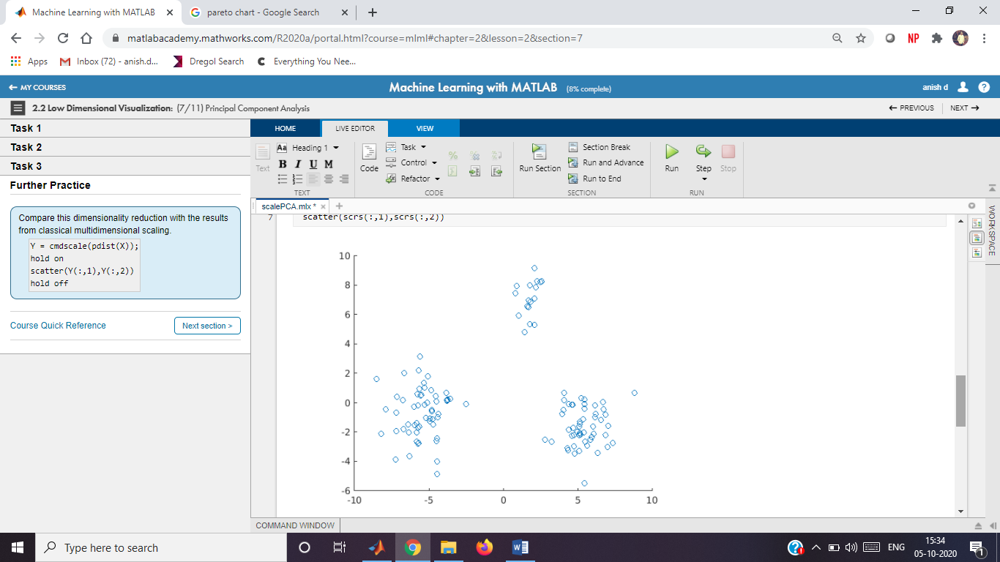 Machine Learning with MATLAB
pareto chart - Google Search
matlabacademy.mathworks.com/R2020a/portal.html?course=mlml#chapter=2&lesson=2&section=7
NP
Apps
Inbox (72) - anish.d...
Dregol Search
Everything You Nee...
← MY COURSES
Machine Learning with MATLAB (8% complete)
anish d
2.2 Low Dimensional Visualization: (7/11) Principal Component Analysis
← PREVIOUS
NEXT →
Task 1
Task 2
Task 3
Further Practice
Compare this dimensionality reduction with the results
from classical multidimensional scaling.
Y = cmdscale(pdist(X));
hold on
scatter(Y(:,1),Y(:,2))
hold off
Course Quick Reference
Next section >
HOME
LIVE EDITOR
VIEW
Text
Aa Heading 1
B I U M
TEXT
Code
Task
Control
Refactor
CODE
Run Section
Section Break
Run and Advance
Run to End
SECTION
Run
Step
Stop
RUN
scalePCA.mlx *
WORKSPACE
7
scatter(scrs(:,1),scrs(:,2))
10
8
6
4
2
0
-2
-4
-6
-10
-5
0
5
10
COMMAND WINDOW
Type here to search
ENG
15:34
05-10-2020
1